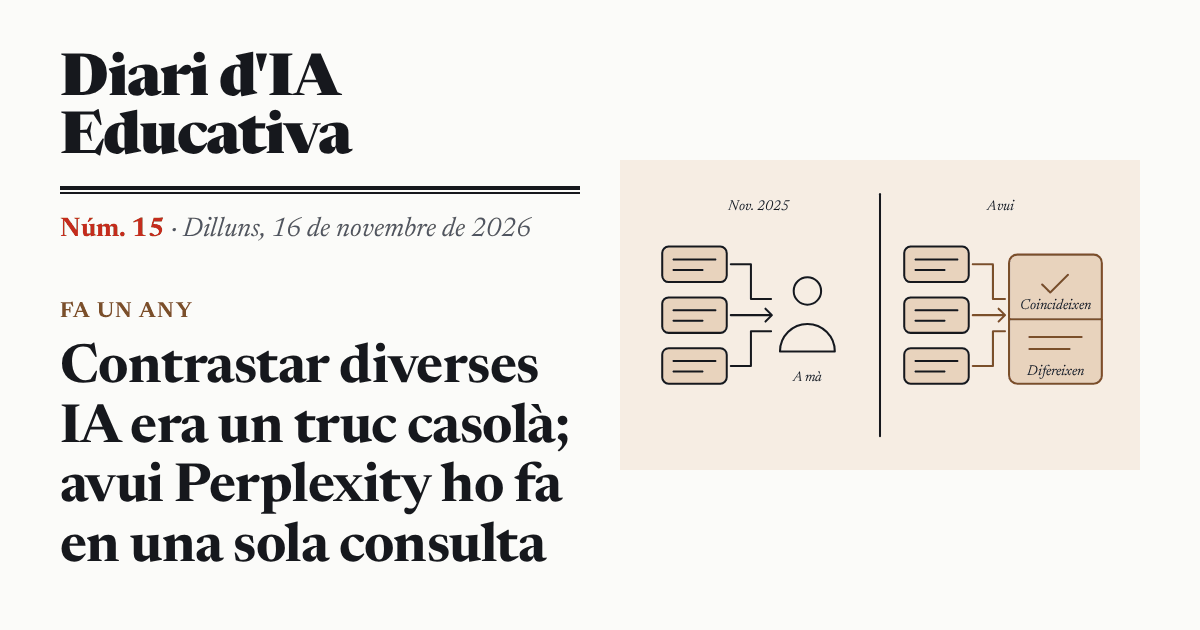 Diari d'IA
Educativa
Núm. 15 · Dilluns, 16 de novembre de 2026
FA UN ANY
Contrastar diverses
IA era un truc casolà;
avui Perplexity ho fa
en una sola consulta
Nov. 2025
A mà
Avui
Coincideixen
Difereixen